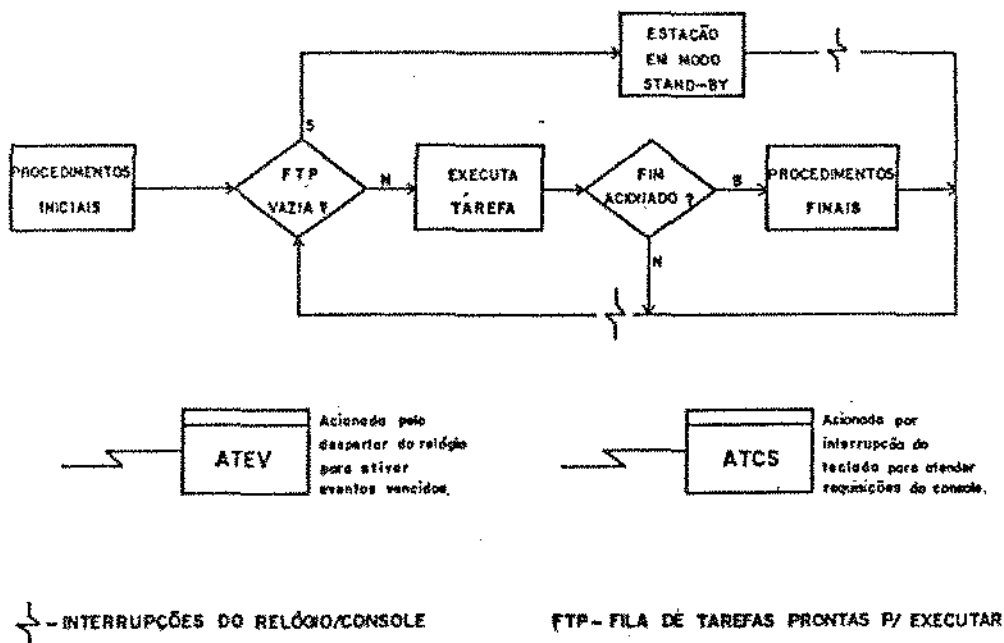 ESTAÇÃO
EM MODO
STAND-BY
S
PROCEDIMENTOS
INICIAIS
FTP
VAZIA ?
N
EXECUTA
TAREFA
FIM
ACIONADO ?
S
PROCEDIMENTOS
FINAIS
N
ATEV
Acionada pelo
despertar do relógio
para ativar
eventos vencidos.
ATCS
Acionada por
interrupção do
teclado para atender
requisições do console.
- INTERRUPÇÕES DO RELÓGIO/CONSOLE
FTP - FILA DE TAREFAS PRONTAS P/ EXECUTAR